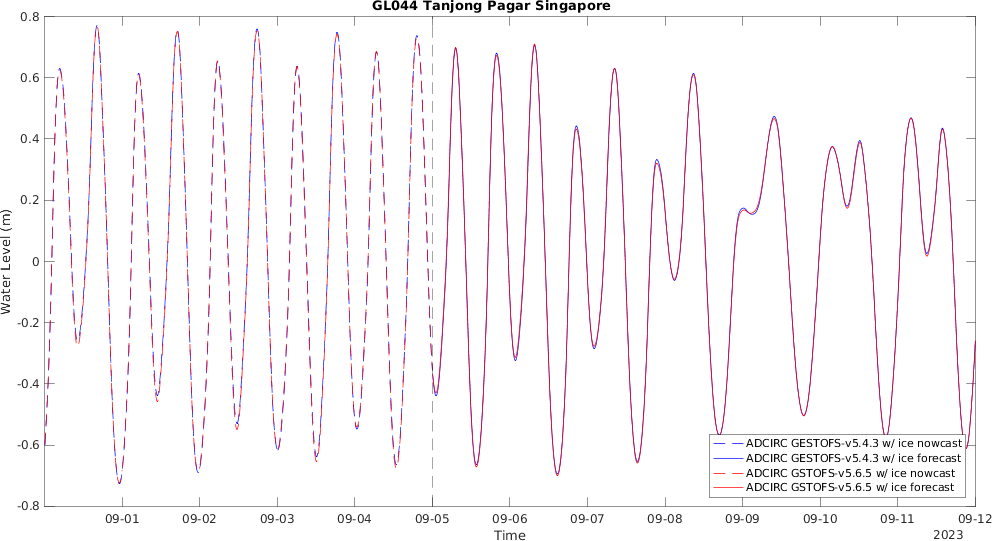 GL044 Tanjong Pagar Singapore
Water Level (m)
0.8
0.6
0.4
0.2
0
-0.2
-0.4
-0.6
-0.8
09-01 09-02 09-03 09-04 09-05 09-06 09-07 09-08 09-09 09-10 09-11 09-12
Time
2023
ADCIRC GESTOFS-v5.4.3 w/ ice nowcast
ADCIRC GESTOFS-v5.4.3 w/ ice forecast
ADCIRC GSTOFS-v5.6.5 w/ ice nowcast
ADCIRC GSTOFS-v5.6.5 w/ ice forecast